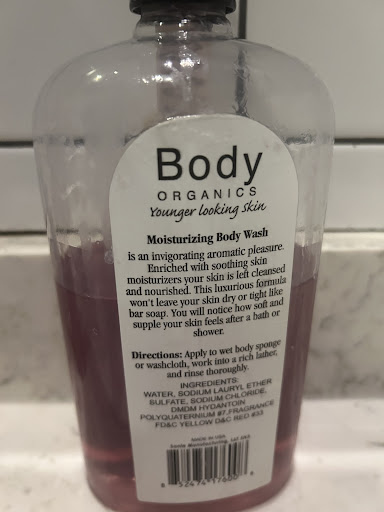 Body
ORGANICS
Younger looking skin
Moisturizing Body Wash
is an invigorating aromatic pleasure.
Enriched with soothing skin
moisturizers your skin is left cleansed
and nourished. This luxurious formula
won't leave your skin dry or tight like
bar soap. You will notice how soft and
supple your skin feels after a bath or
shower.
Directions: Apply to wet body sponge
or washcloth, work into a rich lather,
and rinse thoroughly.
INGREDIENTS:
WATER, SODIUM LAURYL ETHER
SULFATE, SODIUM CHLORIDE,
DMDM HYDANTOIN
POLYQUATERNIUM #7,FRAGRANCE
FD&C YELLOW D&C RED #33
MADE IN USA
Manufacturing,